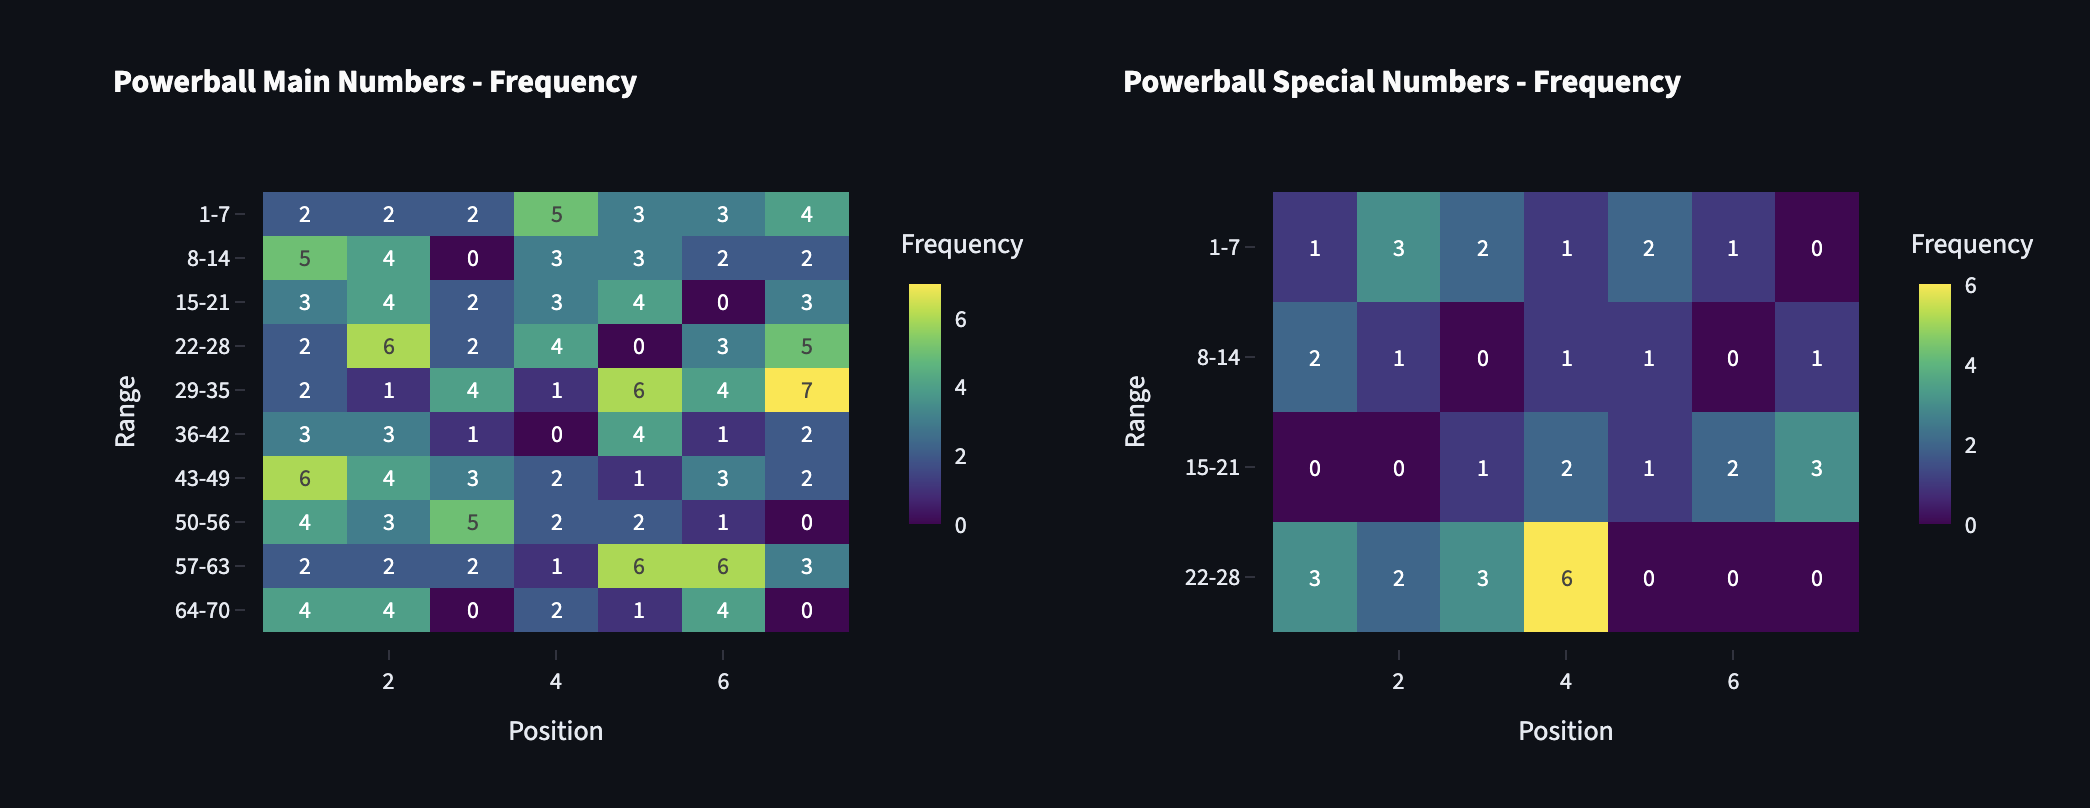 Powerball Main Numbers - Frequency
1-7 2 2 2 5 3 3 4
8-14 5 4 0 3 3 2 2
15-21 3 4 2 3 4 0 3
22-28 2 6 2 4 0 3 5
29-35 2 1 4 1 6 4 7
36-42 3 3 1 0 4 1 2
43-49 6 4 3 2 1 3 2
50-56 4 3 5 2 2 1 0
57-63 2 2 2 1 6 6 3
64-70 4 4 0 2 1 4 0
2 4 6
Position
Range
Frequency
6
4
2
0
Powerball Special Numbers - Frequency
1-7 1 3 2 1 2 1 0
8-14 2 1 0 1 1 0 1
15-21 0 0 1 2 1 2 3
22-28 3 2 3 6 0 0 0
2 4 6
Position
Range
Frequency
6
4
2
0